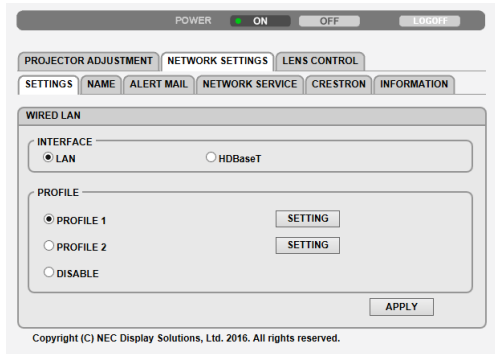 POWER ON OFF LOGOFF
PROJECTOR ADJUSTMENT NETWORK SETTINGS LENS CONTROL
SETTINGS NAME ALERT MAIL NETWORK SERVICE CRESTRON INFORMATION
WIRED LAN
INTERFACE
LAN HDBaseT
PROFILE
PROFILE 1 SETTING
PROFILE 2 SETTING
DISABLE
APPLY
Copyright (C) NEC Display Solutions, Ltd. 2016. All rights reserved.